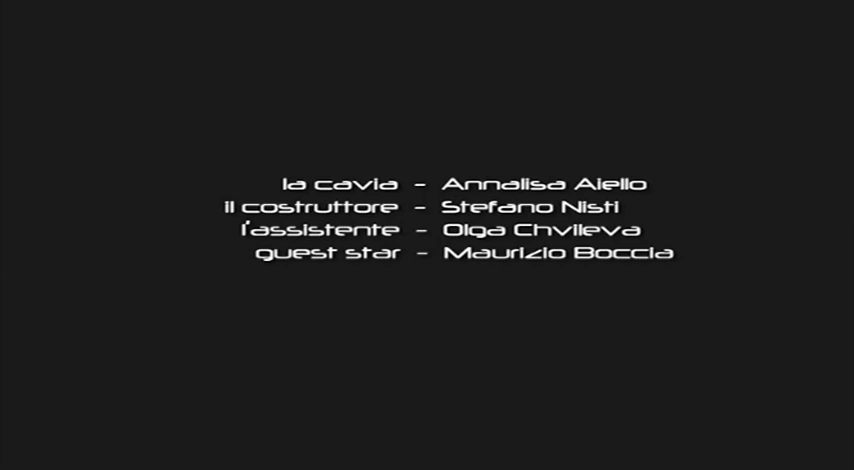 la cavia - Annalisa Aiello
il costruttore - Stefano Nisti
l'assistente - Olga Chvileva
guest star - Maurizio Boccia